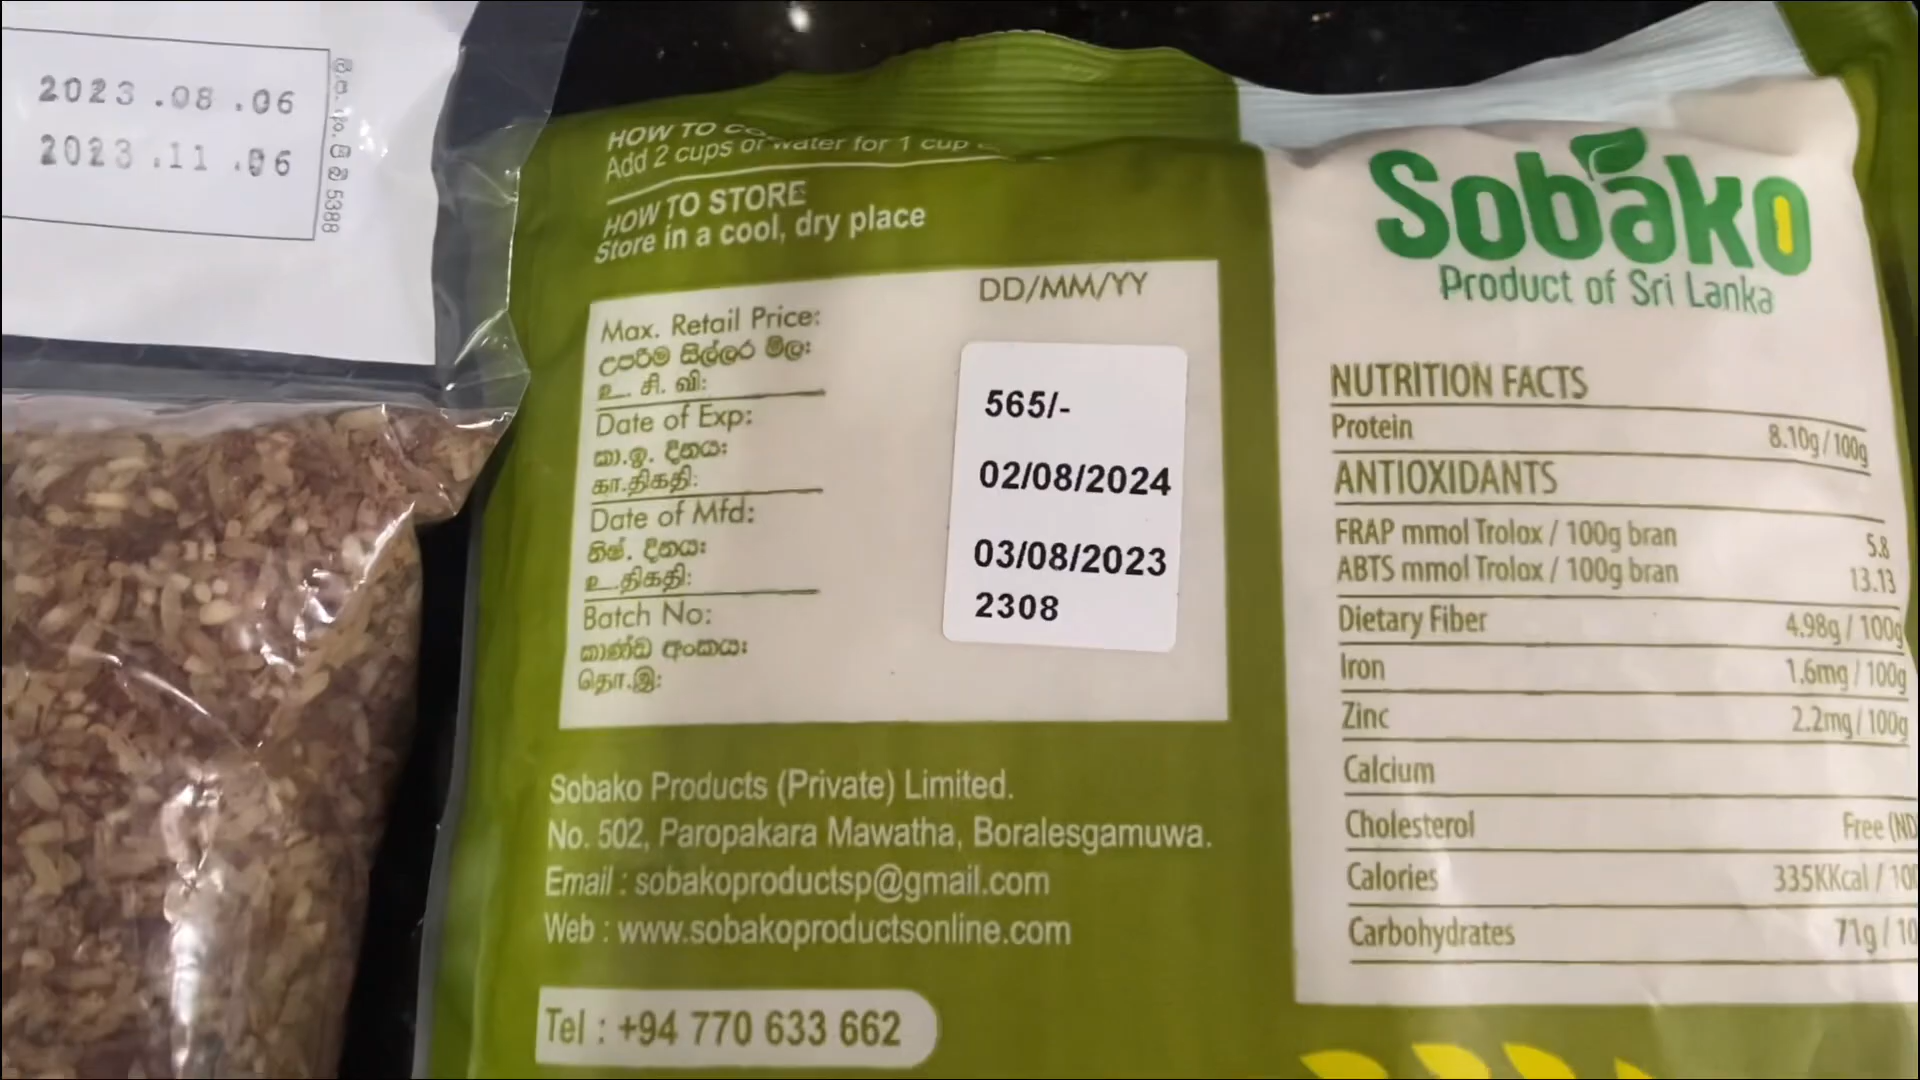 2023.08.06
2023.11.06
5388
HOW TO
Add 2 cups of water for 1 cup
HOW TO STORE
Store in a cool, dry place
DD/MM/YY
Max. Retail Price:
උපරිම සිල්ලර මිල:
உ. சி. வி:
565/-
Date of Exp:
කා.ඉ. දිනය:
கா.திகதி:
02/08/2024
Date of Mfd:
නිෂ්. දිනය:
உ.திகதி:
03/08/2023
Batch No:
කාණ්ඩ අංකය:
தொ.இ:
2308
Sobako Products (Private) Limited.
No. 502, Paropakara Mawatha, Boralesgamuwa.
Email : sobakoproductsp@gmail.com
Web : www.sobakoproductsonline.com
Tel : +94 770 633 662
Sobako
Product of Sri Lanka
NUTRITION FACTS
Protein 8.10g/100g
ANTIOXIDANTS
FRAP mmol Trolox / 100g bran 5.8
ABTS mmol Trolox / 100g bran 13.13
Dietary Fiber 4.98g / 100g
Iron 1.6mg / 100g
Zinc 2.2mg / 100g
Calcium
Cholesterol Free (ND
Calories 335KKcal / 100
Carbohydrates 71g / 10